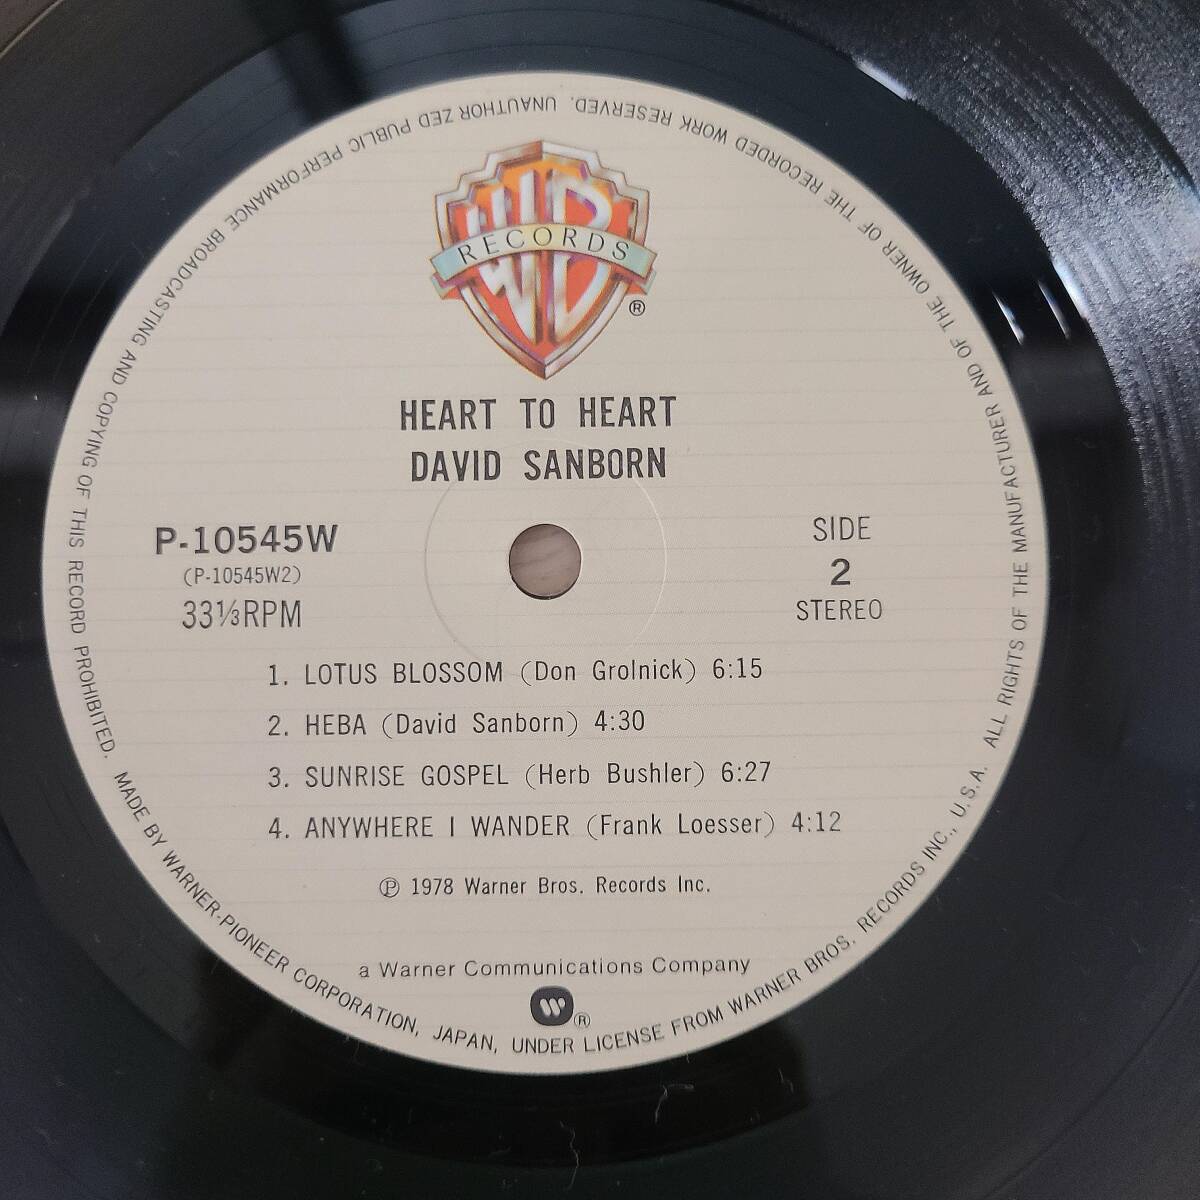 WB
RECORDS
®
HEART TO HEART
DAVID SANBORN
P-10545W
(P-10545W2)
33⅓RPM
SIDE
2
STEREO
1. LOTUS BLOSSOM (Don Grolnick) 6:15
2. HEBA (David Sanborn) 4:30
3. SUNRISE GOSPEL (Herb Bushler) 6:27
4. ANYWHERE I WANDER (Frank Loesser) 4:12
Ⓟ 1978 Warner Bros. Records Inc.
a Warner Communications Company
®
MADE BY WARNER-PIONEER CORPORATION, JAPAN, UNDER LICENSE FROM WARNER BROS. RECORDS INC., U.S.A. ALL RIGHTS OF THE MANUFACTURER AND OF THE OWNER OF THE RECORDED WORK RESERVED. UNAUTHOR ZED PUBLIC PERFORMANCE BROADCASTING AND COPYING OF THIS RECORD PROHIBITED.